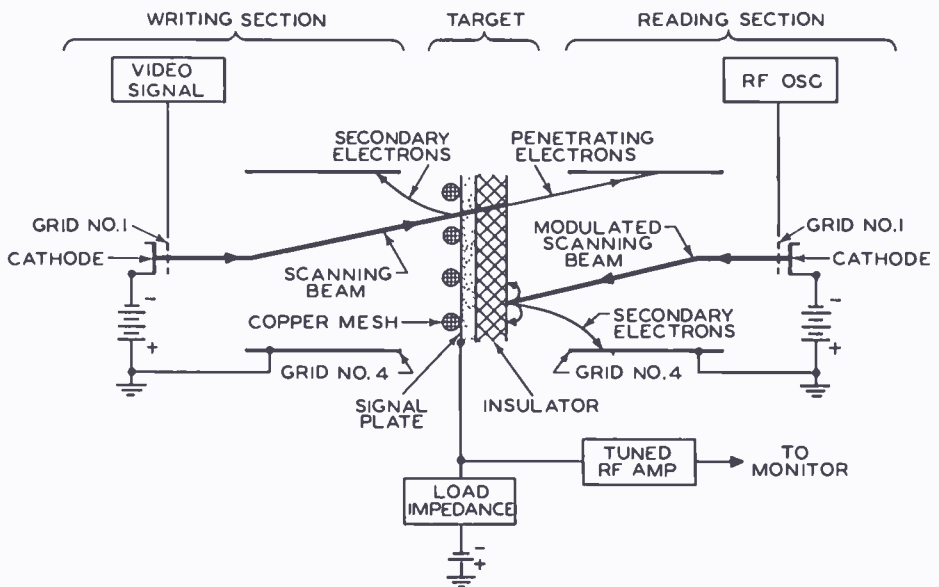 WRITING SECTION
TARGET
READING SECTION
VIDEO
SIGNAL
RF OSC
SECONDARY
ELECTRONS
PENETRATING
ELECTRONS
GRID NO.1
CATHODE
SCANNING
BEAM
MODULATED
SCANNING
BEAM
GRID NO.1
CATHODE
COPPER MESH
SECONDARY
ELECTRONS
GRID NO.4
SIGNAL
PLATE
INSULATOR
GRID NO.4
TUNED
RF AMP
TO
MONITOR
LOAD
IMPEDANCE